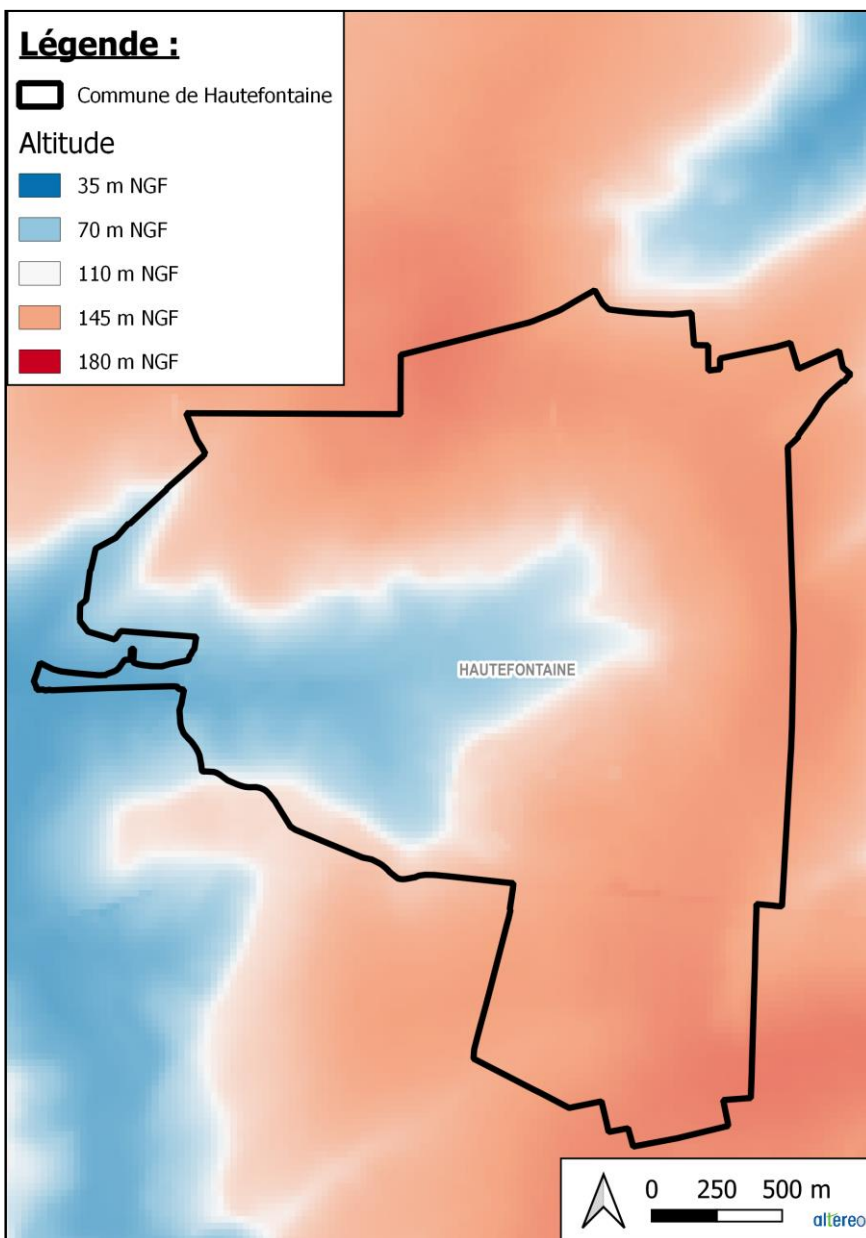 Légende :
Commune de Hautefontaine
Altitude
35 m NGF
70 m NGF
110 m NGF
145 m NGF
180 m NGF
HAUTEFONTAINE
0 250 500 m
altereo